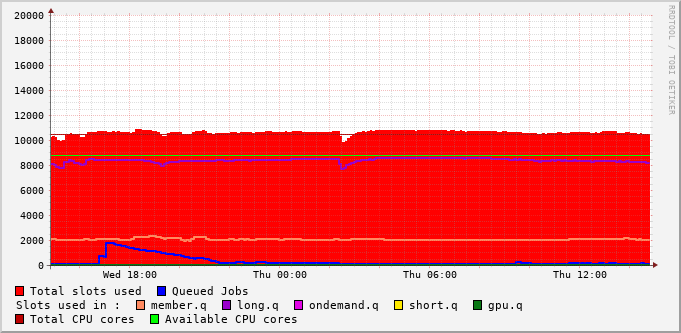 20000
18000
16000
14000
12000
10000
8000
6000
4000
2000
0
Wed 18:00 Thu 00:00 Thu 06:00 Thu 12:00
RRDTOOL / TOBI OETIKER
Total slots used Queued Jobs
Slots used in : member.q long.q ondemand.q short.q gpu.q
Total CPU cores Available CPU cores